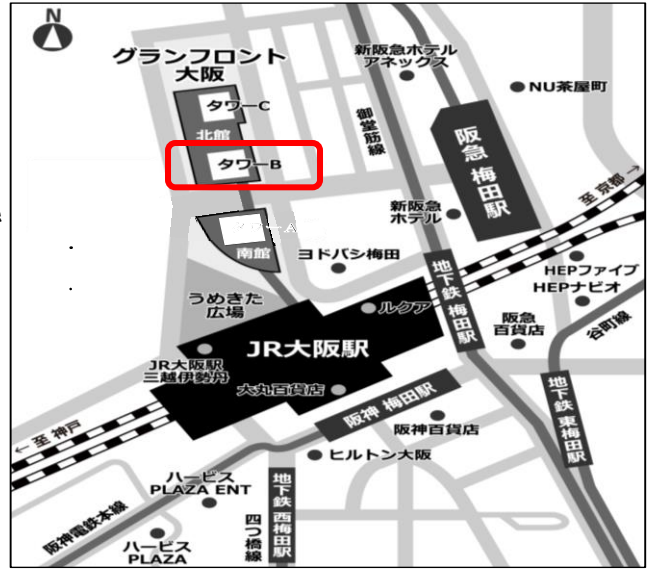 N
グランフロント
大阪
新阪急ホテル
アネックス
NU茶屋町
タワーC
北館
タワーB
御堂筋線
阪急 梅田駅
至 京都 →
新阪急
ホテル
南館
ヨドバシ梅田
地下鉄 梅田駅
HEPファイブ
HEPナビオ
うめきた
広場
ルクア
阪急
百貨店
谷町線
JR大阪駅
JR大阪駅
三越伊勢丹
大丸百貨店
阪神 梅田駅
地下鉄 東梅田駅
← 至 神戸
阪神百貨店
ヒルトン大阪
ハービス
PLAZA ENT
地下鉄 西梅田駅
四つ橋線
阪神電鉄本線
ハービス
PLAZA